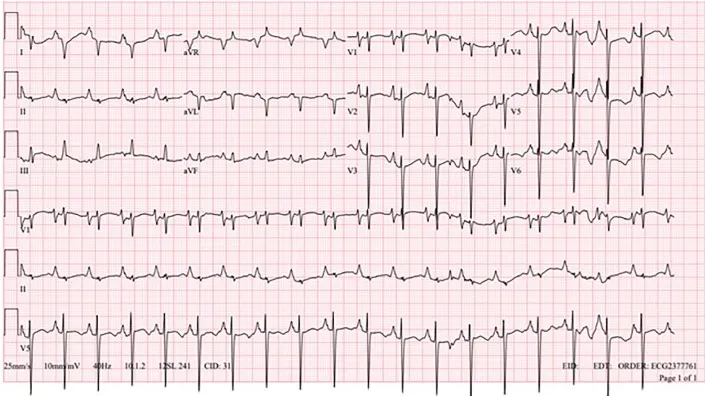 I aVR V1 V4
II aVL V2 V5
III aVF V3 V6
V1
II
V5
25mm/s 10mm/mV 40Hz 10.1.2 12SL 241 CID: 31 EID: EDT: ORDER: ECG2377761
Page 1 of 1